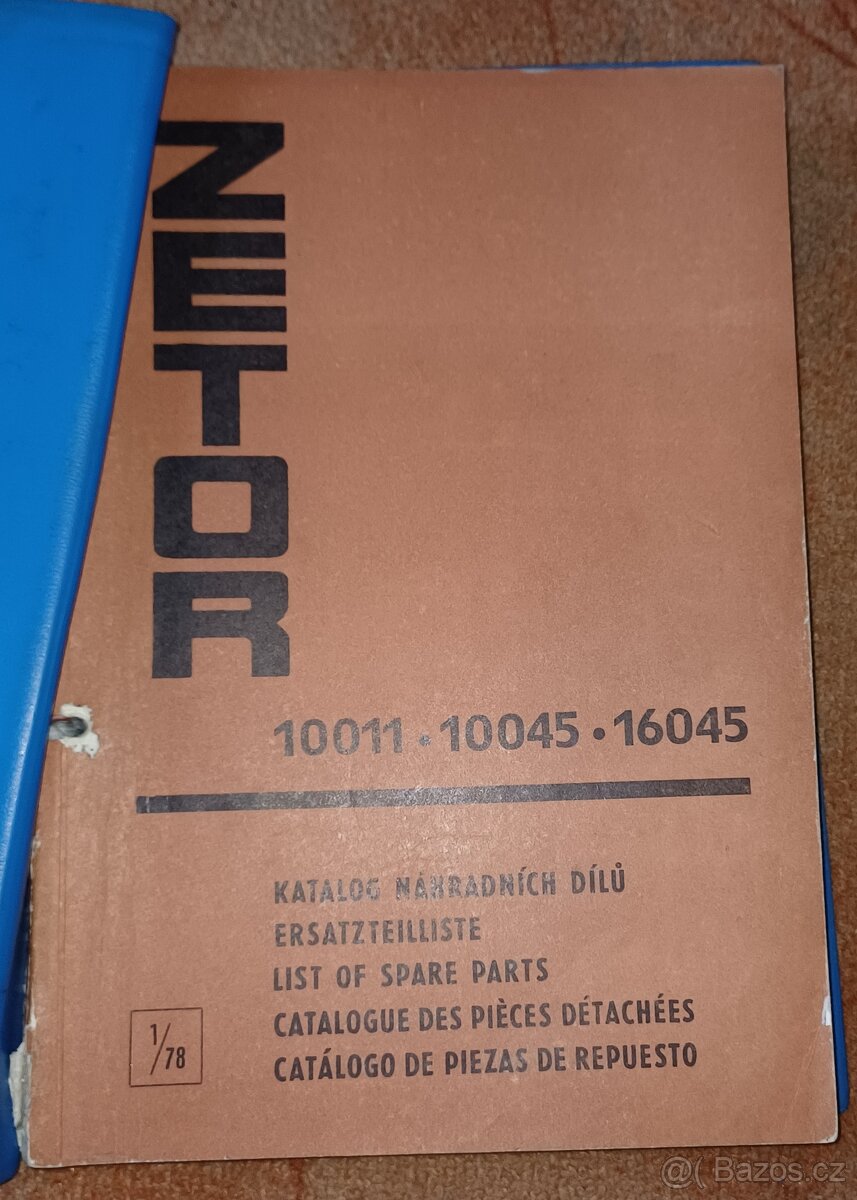 ZETOR
10011 • 10045 • 16045
KATALOG NÁHRADNÍCH DÍLŮ
ERSATZTEILLISTE
LIST OF SPARE PARTS
CATALOGUE DES PIÈCES DÉTACHÉES
CATÁLOGO DE PIEZAS DE REPUESTO
1/78
@( Bazos.cz